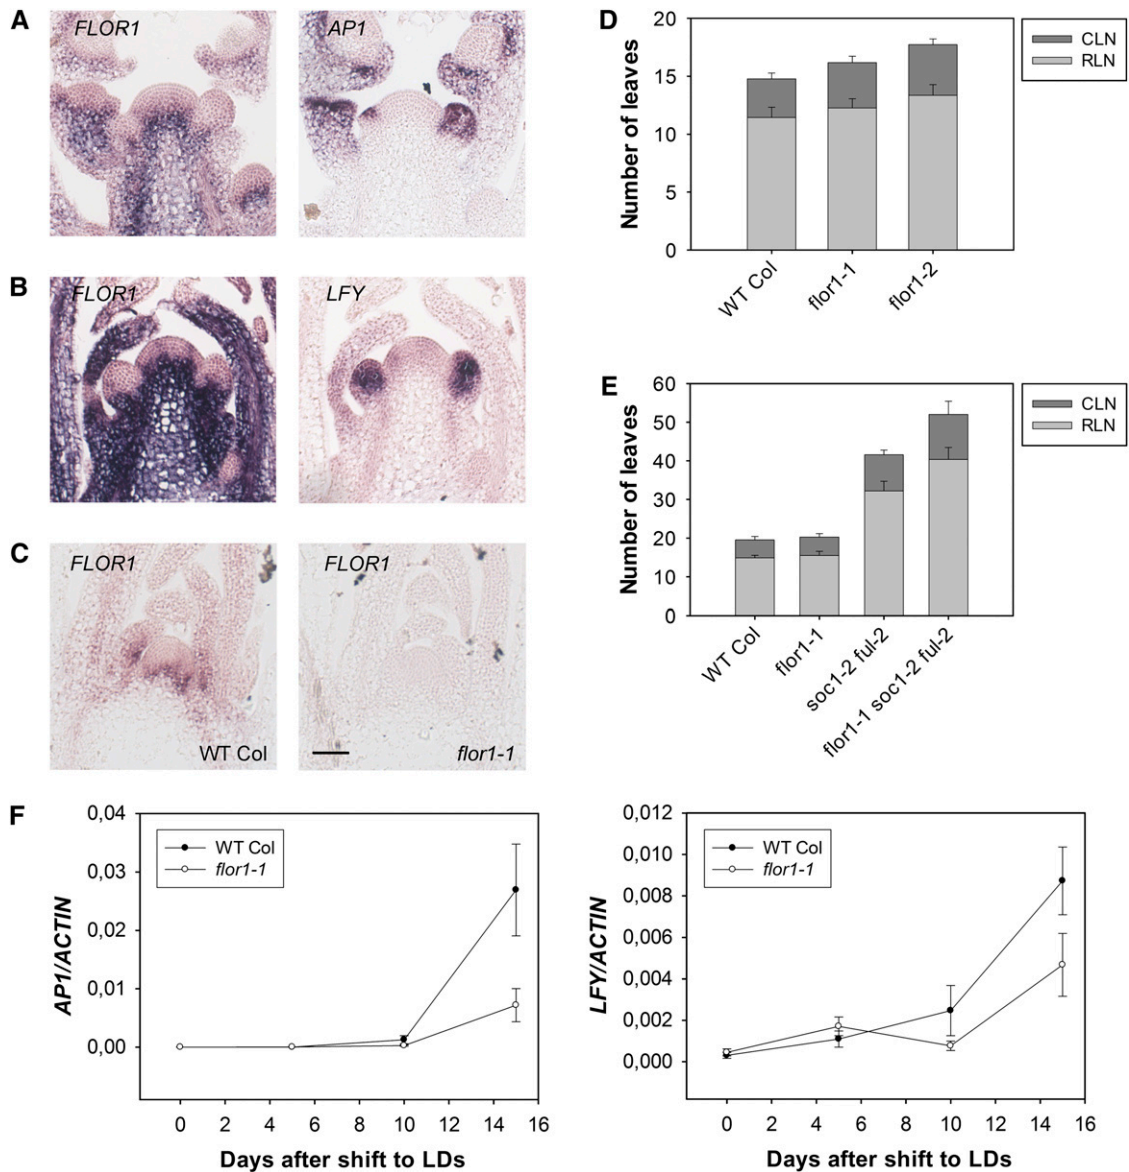 A
FLOR1
AP1
B
FLOR1
LFY
C
FLOR1
WT Col
FLOR1
flor1-1
D
Number of leaves
20
15
10
5
0
WT Col
flor1-1
flor1-2
CLN
RLN
E
Number of leaves
60
50
40
30
20
10
0
WT Col
flor1-1
soc1-2 ful-2
flor1-1 soc1-2 ful-2
CLN
RLN
F
AP1/ACTIN
0,04
0,03
0,02
0,01
0,00
WT Col
flor1-1
0 2 4 6 8 10 12 14 16
Days after shift to LDs
LFY/ACTIN
0,012
0,010
0,008
0,006
0,004
0,002
0,000
WT Col
flor1-1
0 2 4 6 8 10 12 14 16
Days after shift to LDs